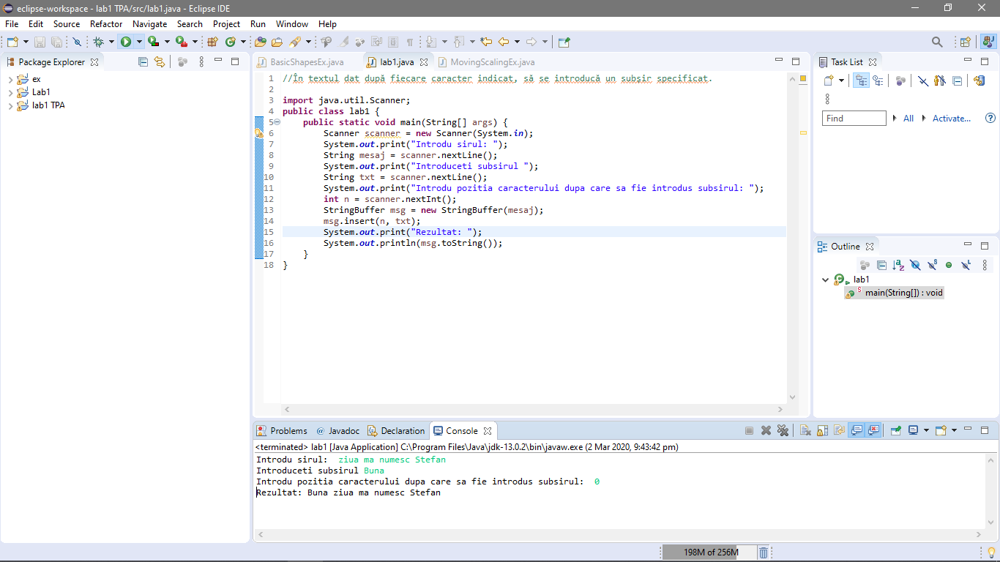 eclipse-workspace - lab1 TPA/src/lab1.java - Eclipse IDE
File Edit Source Refactor Navigate Search Project Run Window Help
Package Explorer
ex
Lab1
lab1 TPA
BasicShapesEx.java lab1.java MovingScalingEx.java
1 //În textul dat după fiecare caracter indicat, să se introducă un subșir specificat.
2
3 import java.util.Scanner;
4 public class lab1 {
5 public static void main(String[] args) {
6 Scanner scanner = new Scanner(System.in);
7 System.out.print("Introdu sirul: ");
8 String mesaj = scanner.nextLine();
9 System.out.print("Introduceti subsirul ");
10 String txt = scanner.nextLine();
11 System.out.print("Introdu pozitia caracterului dupa care sa fie introdus subsirul: ");
12 int n = scanner.nextInt();
13 StringBuffer msg = new StringBuffer(mesaj);
14 msg.insert(n, txt);
15 System.out.print("Rezultat: ");
16 System.out.println(msg.toString());
17 }
18 }
Task List
Find All Activate...
Outline
lab1
main(String[]) : void
Problems @ Javadoc Declaration Console
<terminated> lab1 [Java Application] C:\Program Files\Java\jdk-13.0.2\bin\javaw.exe (2 Mar 2020, 9:43:42 pm)
Introdu sirul:  ziua ma numesc Stefan
Introduceti subsirul Buna
Introdu pozitia caracterului dupa care sa fie introdus subsirul:  0
Rezultat: Buna ziua ma numesc Stefan
198M of 256M